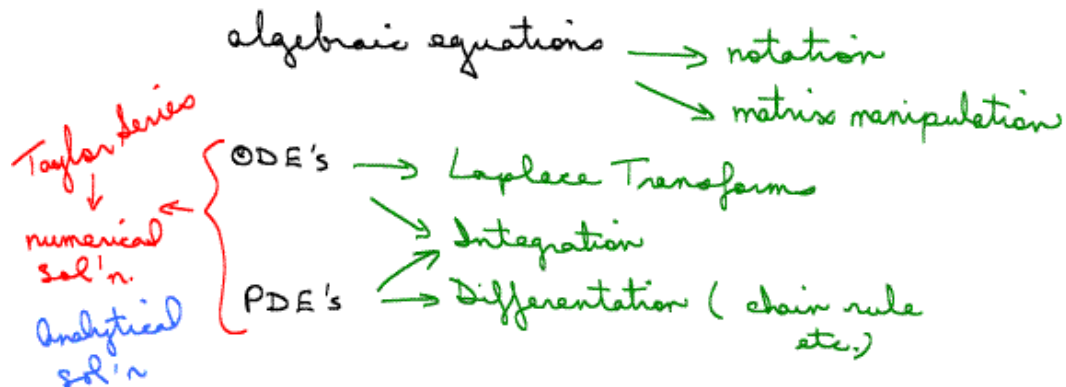 algebraic equations → notation
→ matrix manipulation
Taylor Series
ODE's → Laplace Transforms
numerical sol'n.
Integration
PDE's → Differentation ( chain rule etc.)
Analytical sol'n